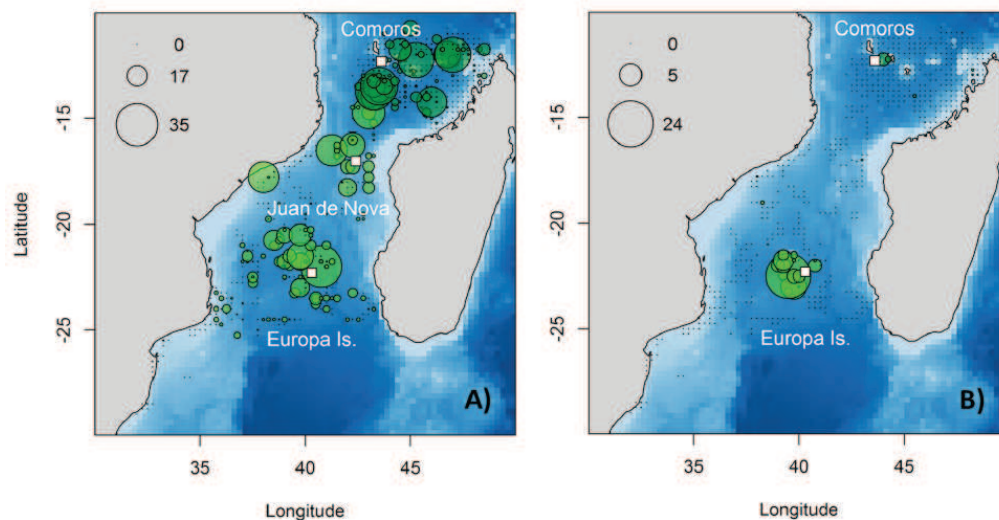 Comoros
0
17
35
-15
-20
-25
Latitude
Juan de Nova
Europa Is.
A)
35
40
45
Longitude
Comoros
0
5
24
-15
-20
-25
Europa Is.
B)
35
40
45
Longitude